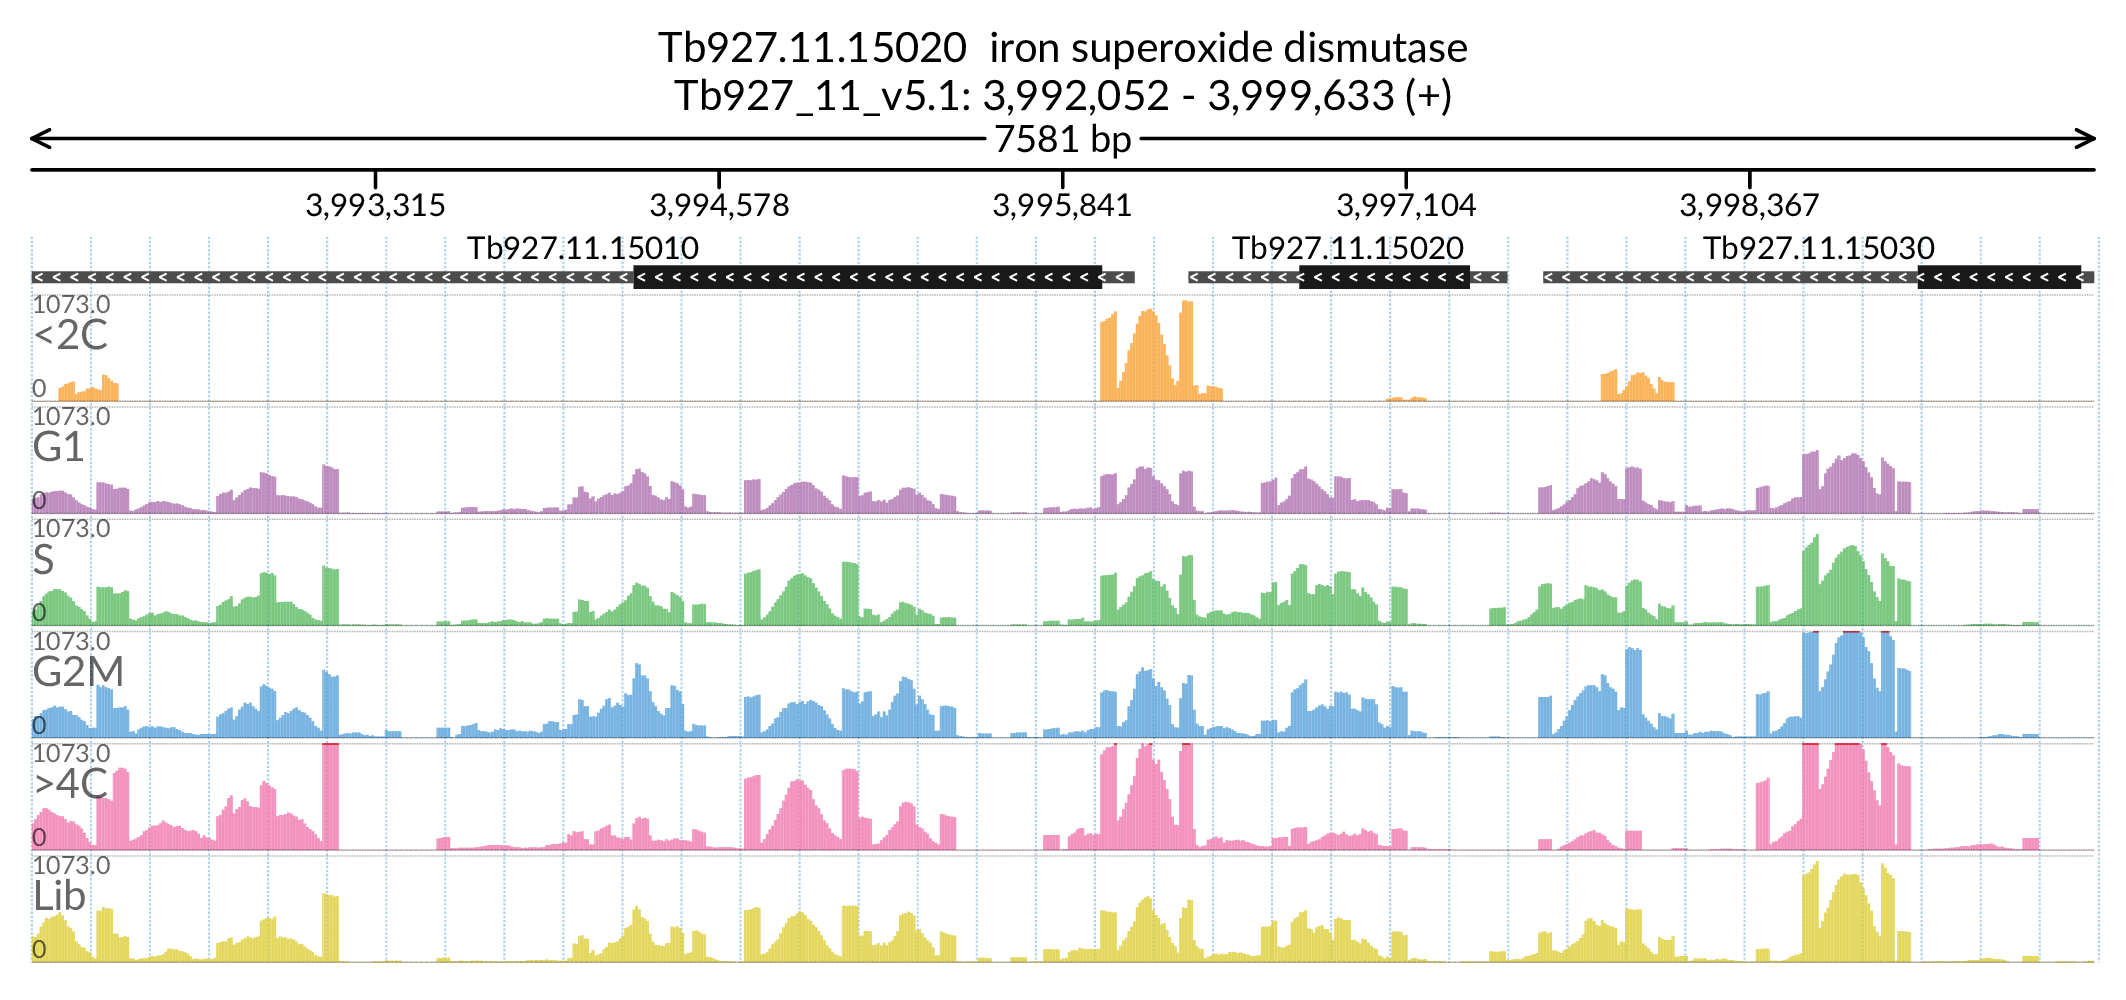 Tb927.11.15020 iron superoxide dismutase
Tb927_11_v5.1: 3,992,052 - 3,999,633 (+)
7581 bp
3,993,315 3,994,578 3,995,841 3,997,104 3,998,367
Tb927.11.15010 Tb927.11.15020 Tb927.11.15030
1073.0
<2C
0
1073.0
G1
0
1073.0
S
0
1073.0
G2M
0
1073.0
>4C
0
1073.0
Lib
0